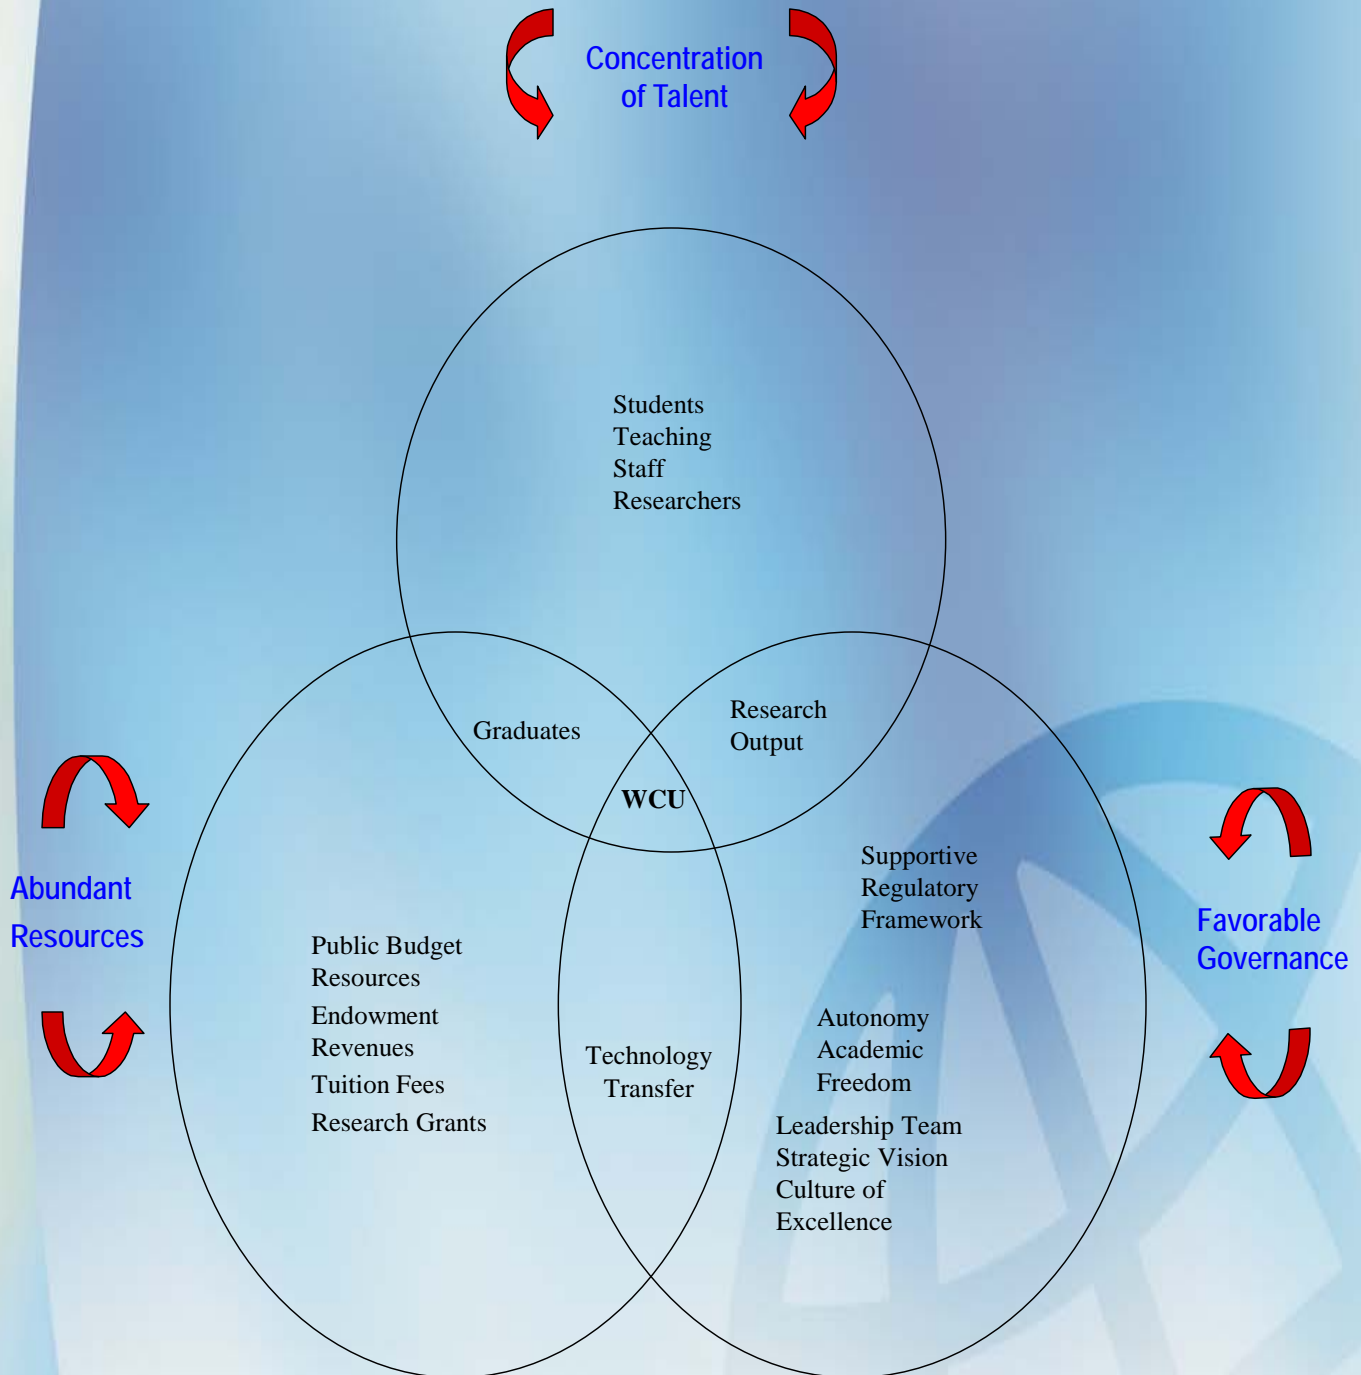 Concentration
of Talent
Students
Teaching
Staff
Researchers
Graduates
Research
Output
WCU
Abundant
Resources
Supportive
Regulatory
Framework
Favorable
Governance
Public Budget
Resources
Endowment
Revenues
Tuition Fees
Research Grants
Technology
Transfer
Autonomy
Academic
Freedom
Leadership Team
Strategic Vision
Culture of
Excellence